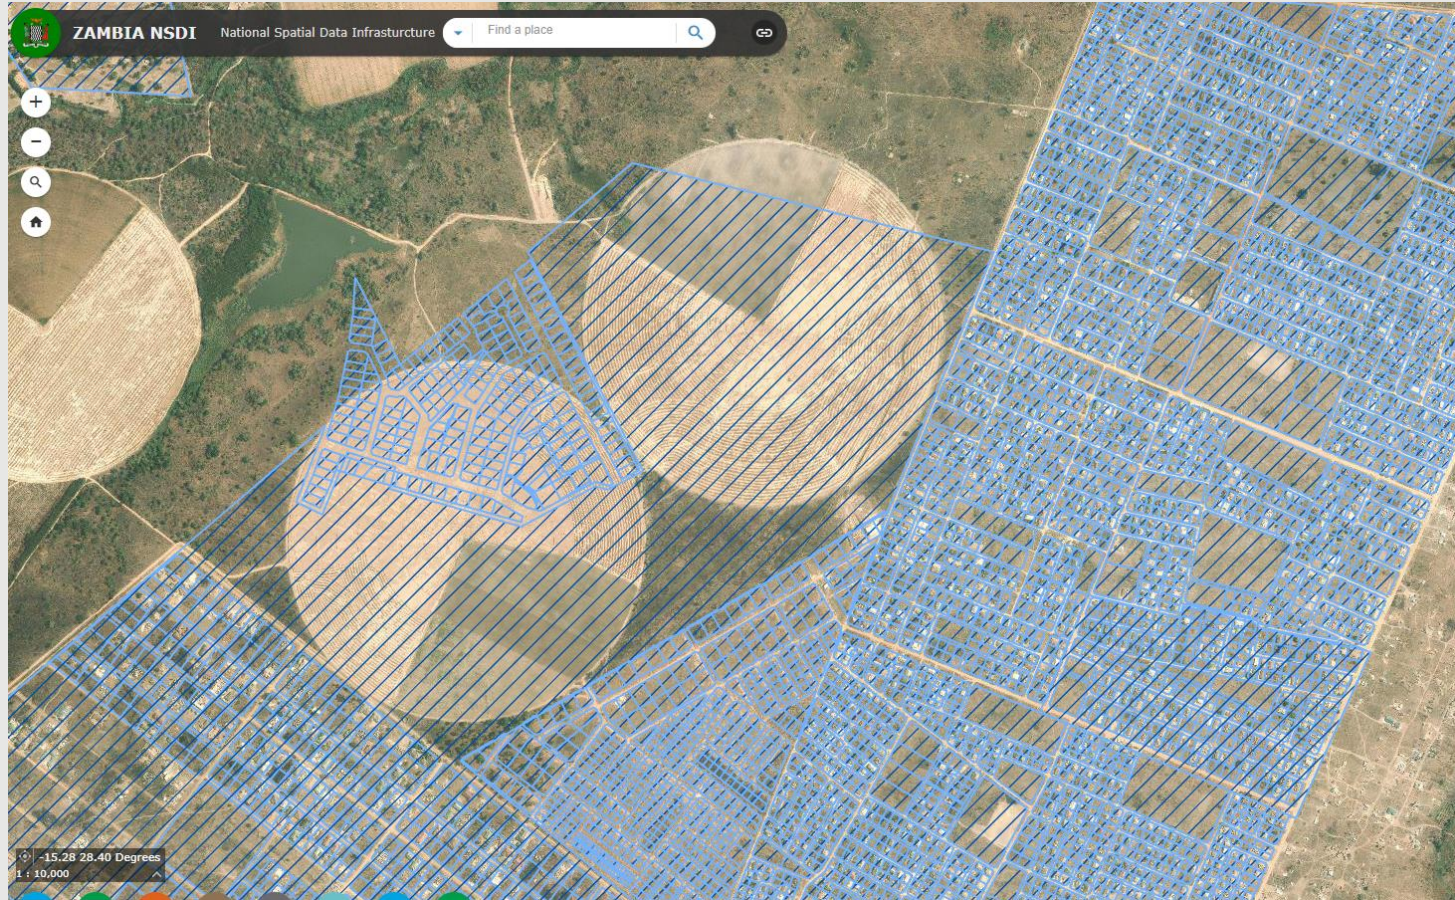 ZAMBIA NSDI
National Spatial Data Infrasturcture
Find a place
-15.28 28.40 Degrees
1 : 10,000